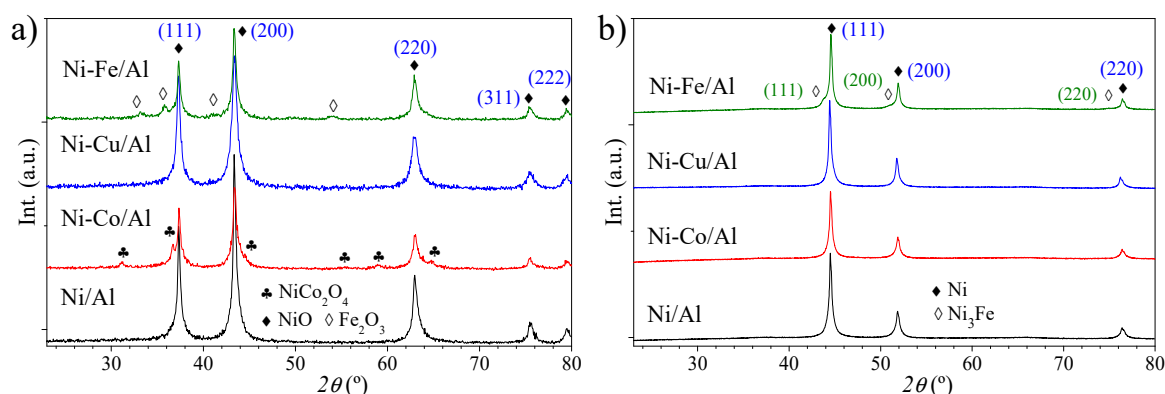 a)
(111)
(200)
(220)
(222)
(311)
Ni-Fe/Al
Ni-Cu/Al
Ni-Co/Al
Ni/Al
NiCo₂O₄
NiO
Fe₂O₃
Int. (a.u.)
30 40 50 60 70 80
2θ (º)
b)
(111)
(200)
(220)
(111)
(200)
(220)
Ni-Fe/Al
Ni-Cu/Al
Ni-Co/Al
Ni/Al
Ni
Ni₃Fe
Int. (a.u.)
30 40 50 60 70 80
2θ (º)